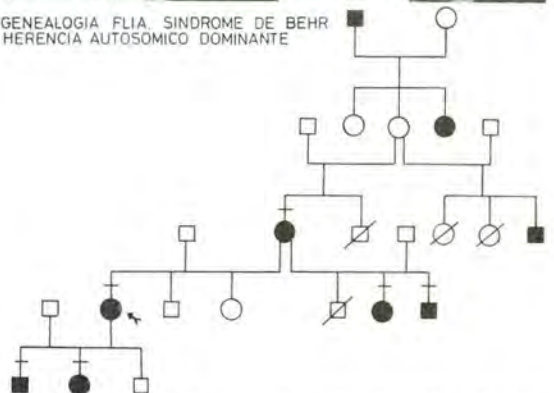 GENEALOGIA FLIA. SINDROME DE BEHR
HERENCIA AUTOSOMICO DOMINANTE